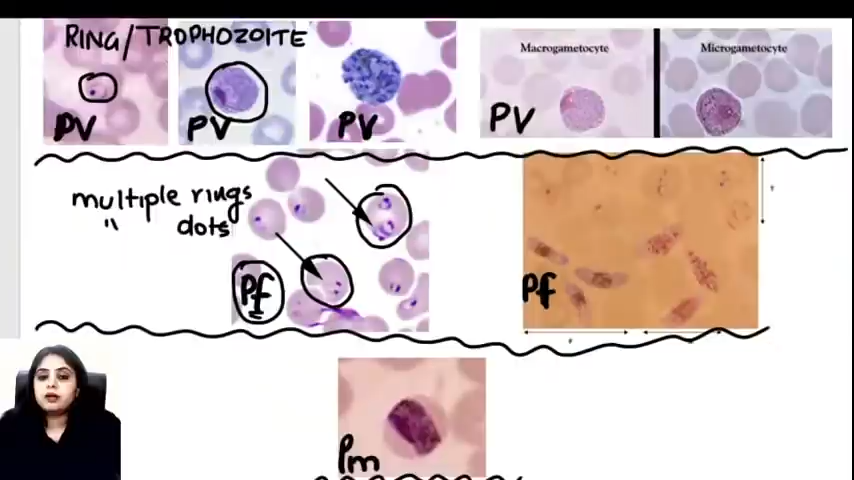 RING/TROPHOZOITE
PV
PV
PV
Macrogametocyte
Microgametocyte
PV
multiple rings
" dots
Pf
Pf
Pm